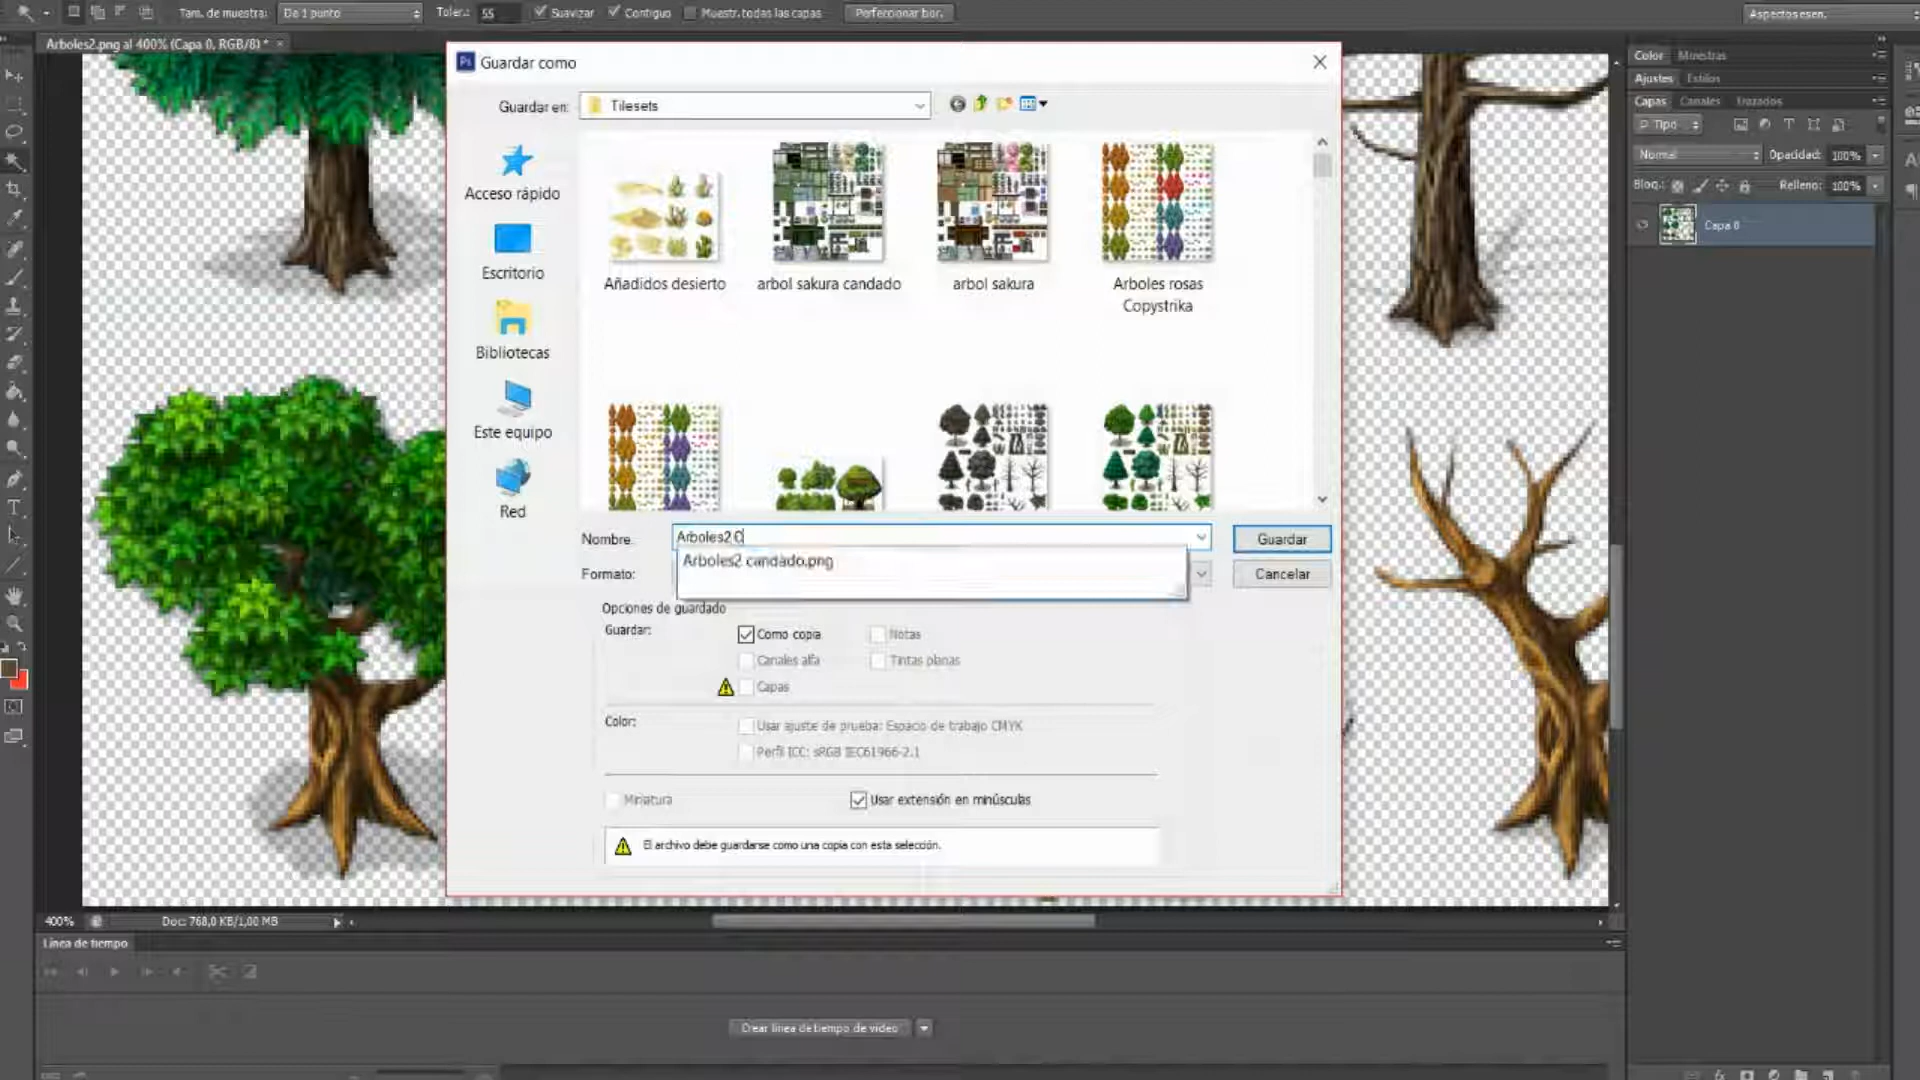 Tam. de muestra: De 1 punto Toler.: 55 Suavizar Contiguo Muestr. todas las capas Perfeccionar bor. Aspectos esen.
Arboles2.png al 400% (Capa 0, RGB/8) * ×
Guardar como
Guardar en: Tilesets
Acceso rápido
Escritorio
Bibliotecas
Este equipo
Red
Añadidos desierto
arbol sakura candado
arbol sakura
Arboles rosas
Copystrika
Nombre: Arboles2 C
Guardar
Arboles2 candado.png
Formato:
Cancelar
Opciones de guardado
Guardar: Como copia Notas
Canales alfa Tintas planas
Capas
Color: Usar ajuste de prueba: Espacio de trabajo CMYK
Perfil ICC: sRGB IEC61966-2.1
Miniatura Usar extensión en minúsculas
El archivo debe guardarse como una copia con esta selección.
Color Muestras
Ajustes Estilos
Capas Canales Trazados
Tipo
Normal Opacidad: 100%
Bloq.: Relleno: 100%
Capa 0
400% Doc: 768,0 KB/1,00 MB
Línea de tiempo
Crear línea de tiempo de vídeo